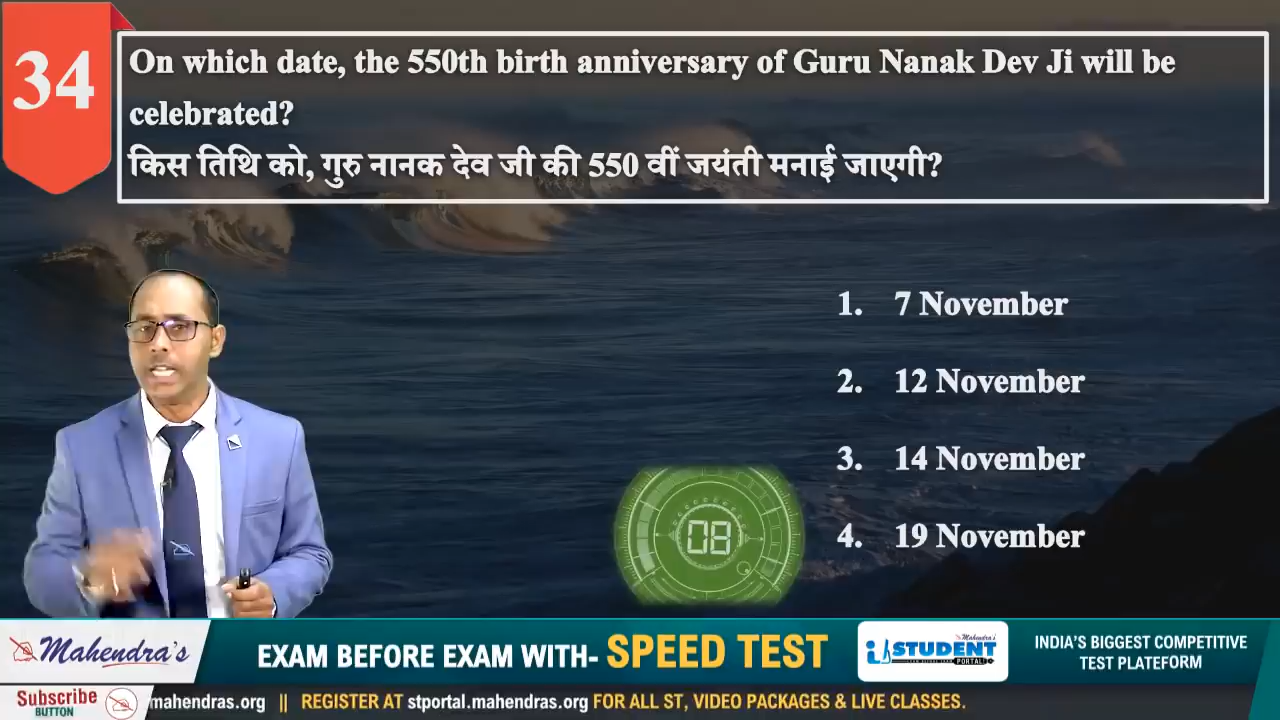 34
On which date, the 550th birth anniversary of Guru Nanak Dev Ji will be
celebrated?
किस तिथि को, गुरु नानक देव जी की 550 वीं जयंती मनाई जाएगी?
1. 7 November
2. 12 November
3. 14 November
4. 19 November
08
Mahendra's
EXAM BEFORE EXAM WITH- SPEED TEST
Mahendra's
STUDENT
PORTAL
INDIA'S BIGGEST COMPETITIVE
TEST PLATEFORM
Subscribe
BUTTON
mahendras.org || REGISTER AT stportal.mahendras.org FOR ALL ST, VIDEO PACKAGES & LIVE CLASSES.